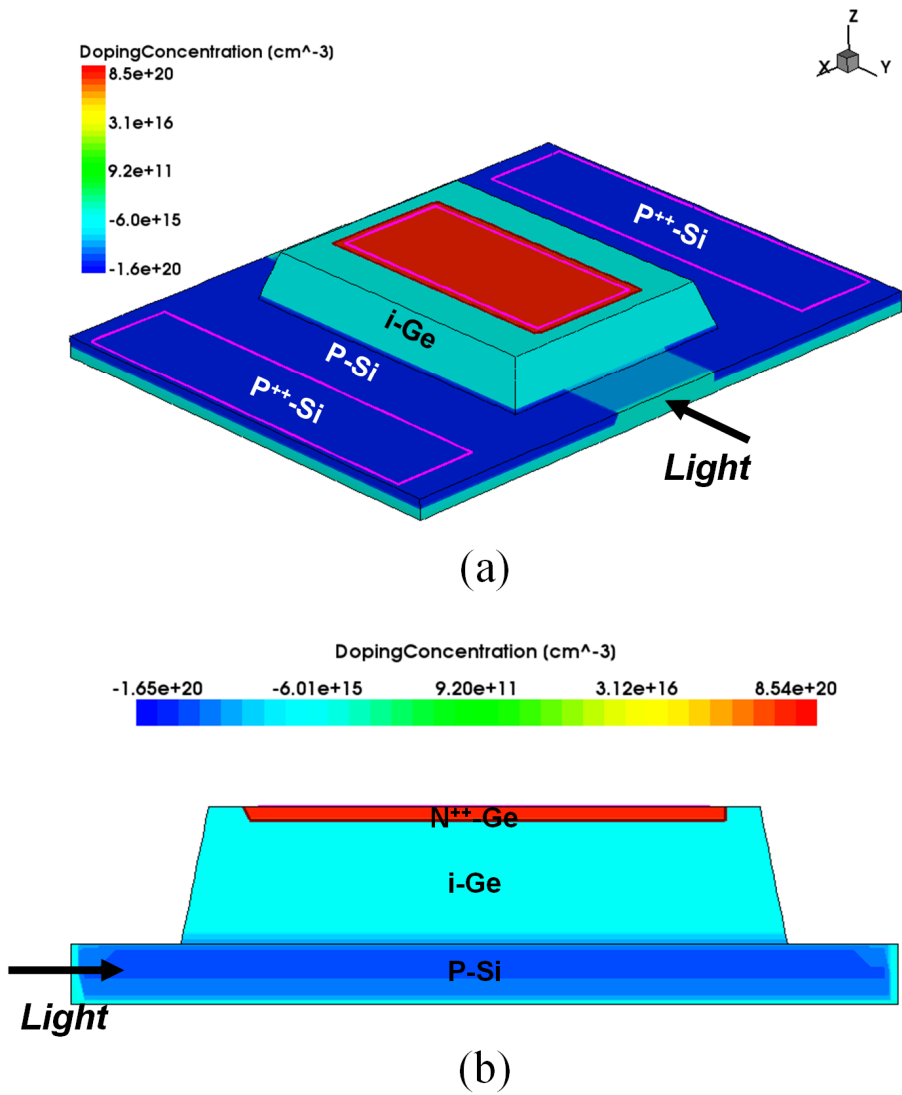 DopingConcentration (cm^-3)
8.5e+20
3.1e+16
9.2e+11
-6.0e+15
-1.6e+20
Z
X Y
P++-Si
i-Ge
P-Si
P++-Si
Light
(a)
DopingConcentration (cm^-3)
-1.65e+20 -6.01e+15 9.20e+11 3.12e+16 8.54e+20
N++-Ge
i-Ge
P-Si
Light
(b)